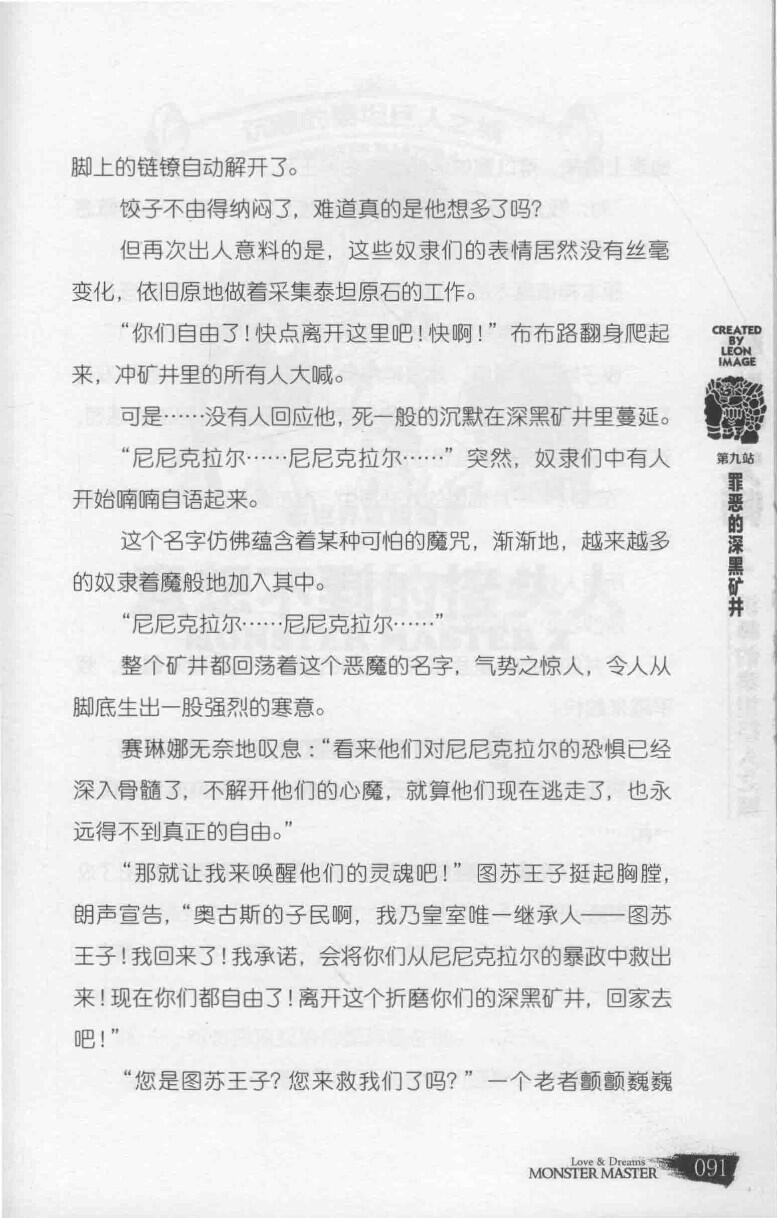 脚上的链镣自动解开了。
饺子不由得纳闷了，难道真的是他想多了吗？
但再次出人意料的是，这些奴隶们的表情居然没有丝毫
变化，依旧原地做着采集泰坦原石的工作。
“你们自由了！快点离开这里吧！快啊！”布布路翻身爬起
来，冲矿井里的所有人大喊。
可是……没有人回应他，死一般的沉默在深黑矿井里蔓延。
“尼尼克拉尔……尼尼克拉尔……”突然，奴隶们中有人
开始喃喃自语起来。
这个名字仿佛蕴含着某种可怕的魔咒，渐渐地，越来越多
的奴隶着魔般地加入其中。
“尼尼克拉尔……尼尼克拉尔……”
整个矿井都回荡着这个恶魔的名字，气势之惊人，令人从
脚底生出一股强烈的寒意。
赛琳娜无奈地叹息：“看来他们对尼尼克拉尔的恐惧已经
深入骨髓了，不解开他们的心魔，就算他们现在逃走了，也永
远得不到真正的自由。”
“那就让我来唤醒他们的灵魂吧！”图苏王子挺起胸膛，
朗声宣告，“奥古斯的子民啊，我乃皇室唯一继承人——图苏
王子！我回来了！我承诺，会将你们从尼尼克拉尔的暴政中救出
来！现在你们都自由了！离开这个折磨你们的深黑矿井，回家去
吧！”
“您是图苏王子？您来救我们了吗？”一个老者颤颤巍巍
CREATED
BY
LEON
IMAGE
第九站
罪恶的深黑矿井
Love & Dreams
MONSTER MASTER
091